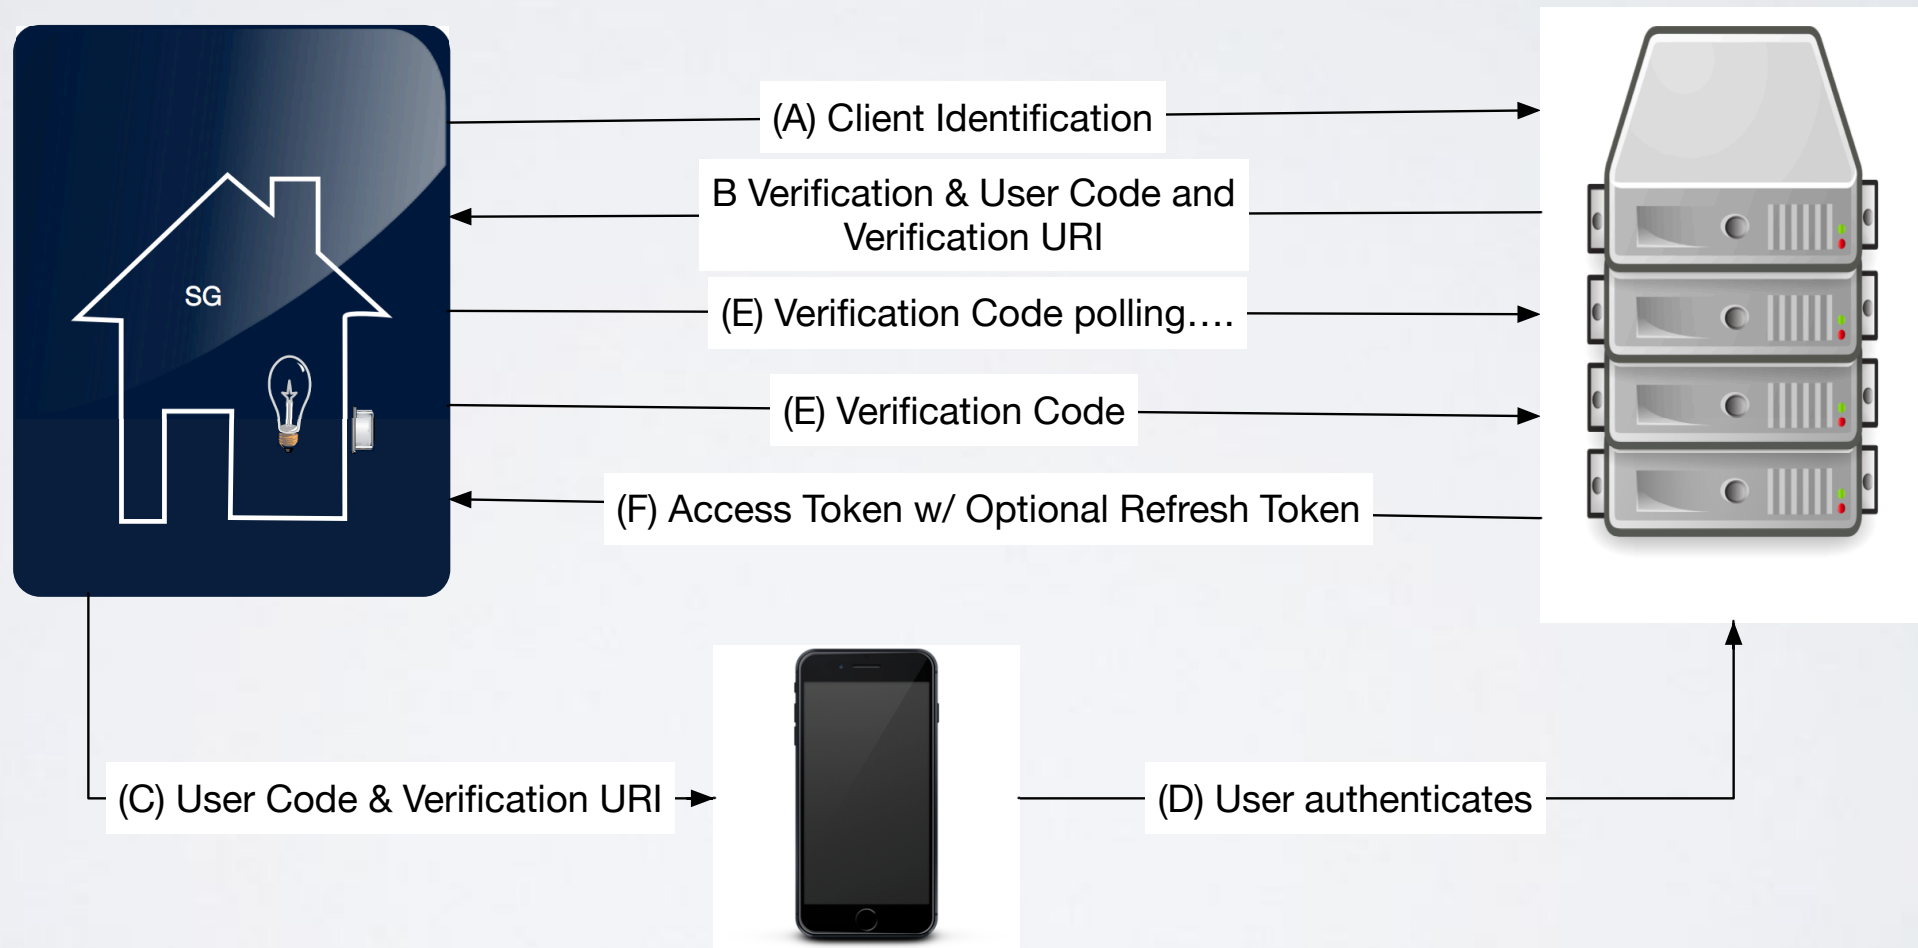 (A) Client Identification
B Verification & User Code and
Verification URI
SG
(E) Verification Code polling....
(E) Verification Code
(F) Access Token w/ Optional Refresh Token
(C) User Code & Verification URI
(D) User authenticates